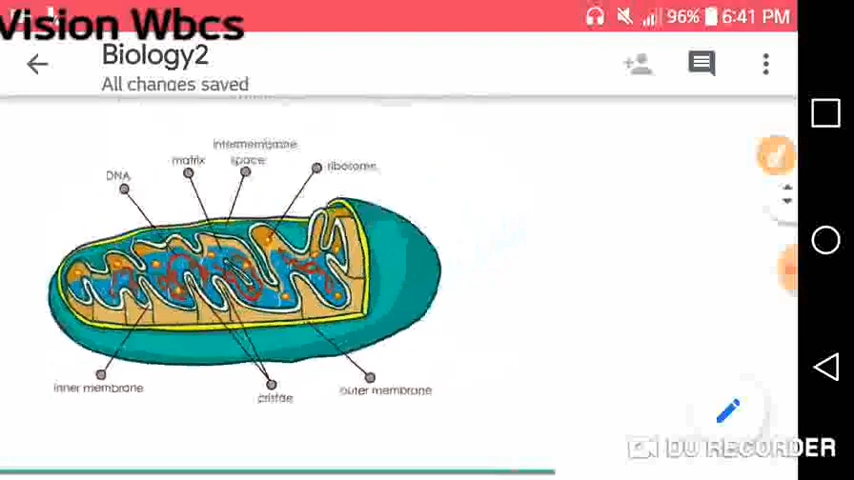 Vision Wbcs
96% 6:41 PM
Biology2
All changes saved
intermembrane
space
matrix
ribosome
DNA
inner membrane
cristae
outer membrane
DU RECORDER